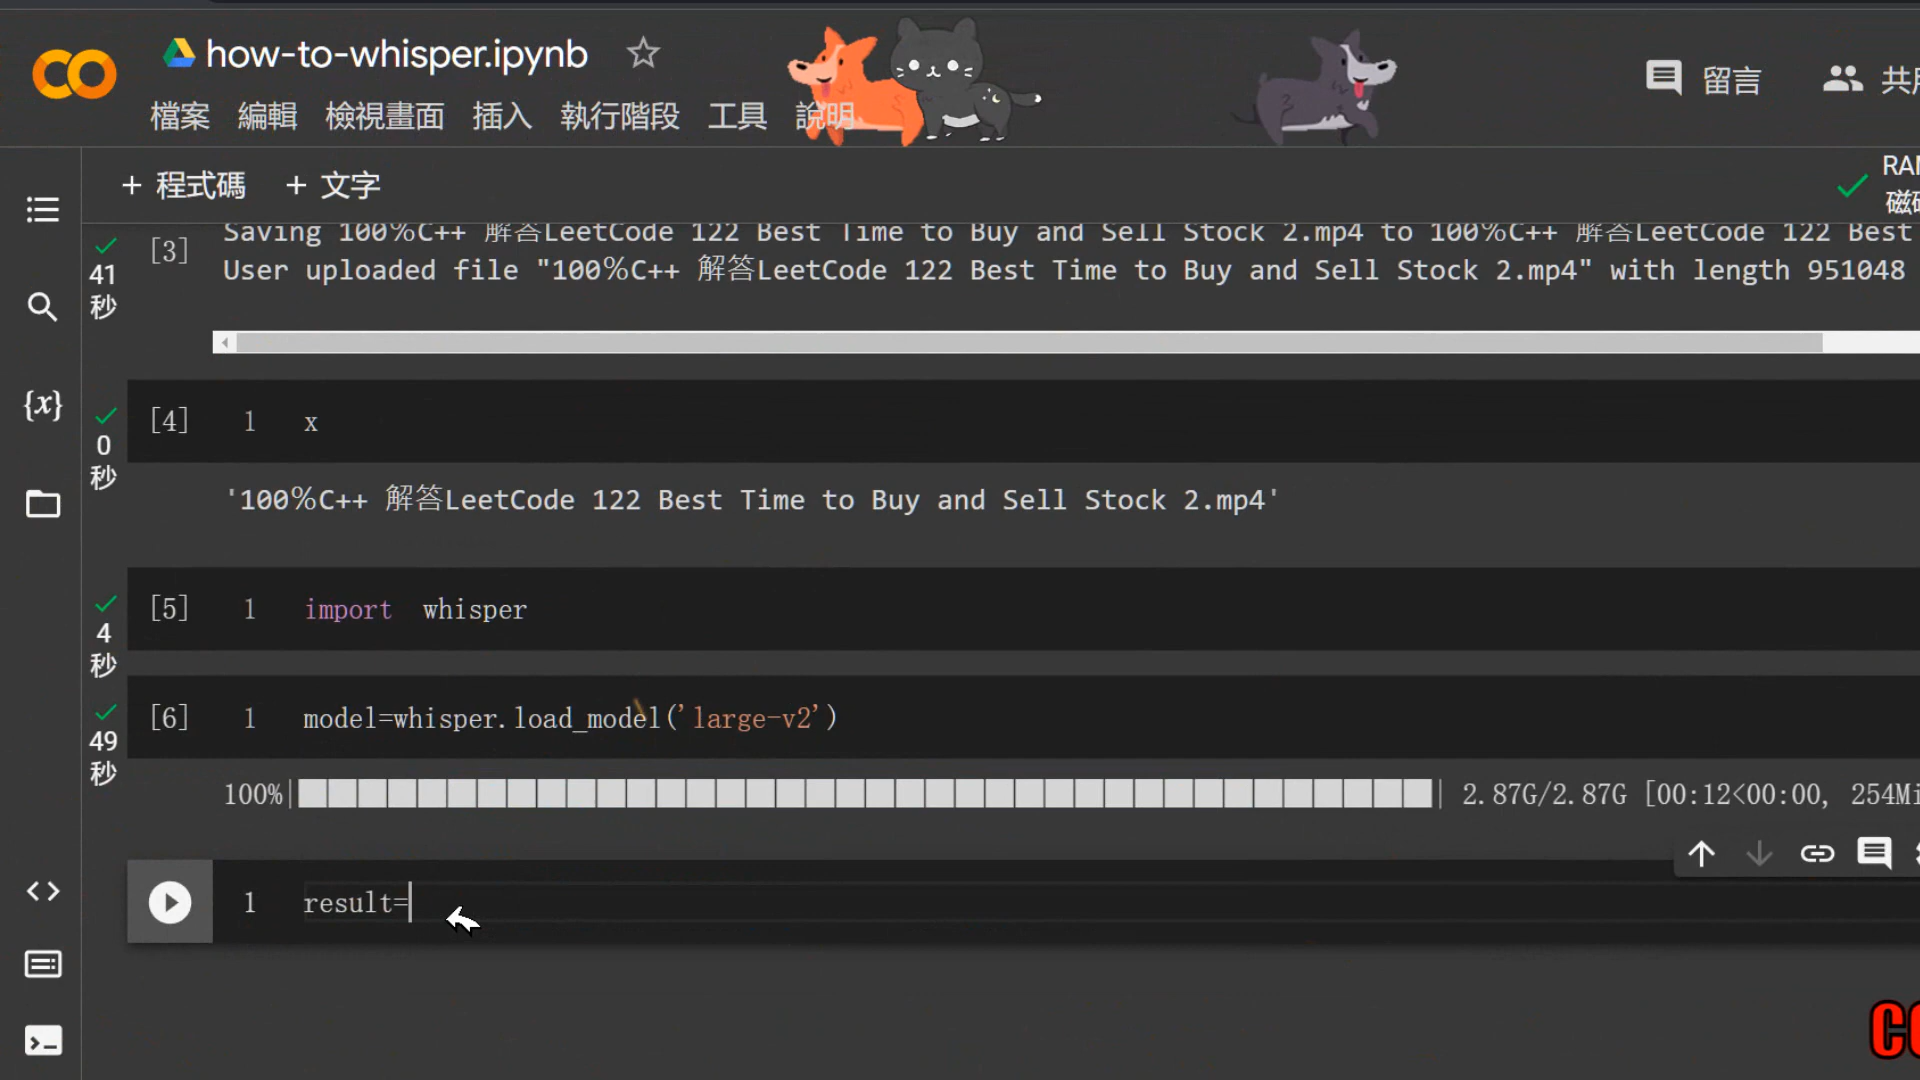 how-to-whisper.ipynb
檔案 編輯 檢視畫面 插入 執行階段 工具 說明
留言
+ 程式碼 + 文字
[3] Saving 100%C++ 解答LeetCode 122 Best Time to Buy and Sell Stock 2.mp4 to 100%C++ 解答LeetCode 122 Best
User uploaded file "100%C++ 解答LeetCode 122 Best Time to Buy and Sell Stock 2.mp4" with length 951048
41
秒
[4] 1 x
0
秒
'100%C++ 解答LeetCode 122 Best Time to Buy and Sell Stock 2.mp4'
[5] 1 import whisper
4
秒
[6] 1 model=whisper.load_model('large-v2')
49
秒
100% 2.87G/2.87G [00:12<00:00, 254Mi
1 result=